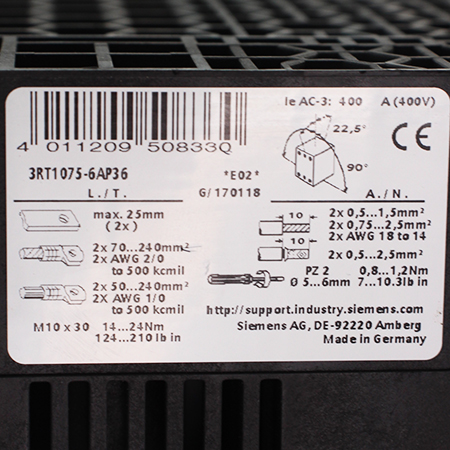 Ie AC-3: 400 A (400V)
22,5°
CE
4 011209 50833Q
90°
3RT1075-6AP36 *E02*
L./T. G/170118 A./N.
max. 25mm
(2x)
10 2x 0,5...1,5mm²
2x 0,75...2,5mm²
2x AWG 18 to 14
2x 70...240mm²
2x AWG 2/0
to 500 kcmil
10 2x 0,5...2,5mm²
PZ 2 0,8...1,2Nm
Ø 5...6mm 7...10.3lb in
2x 50...240mm²
2X AWG 1/0
to 500 kcmil
http://support.industry.siemens.com
M10 x 30 14...24Nm
124...210 lb in
Siemens AG, DE-92220 Amberg
Made in Germany